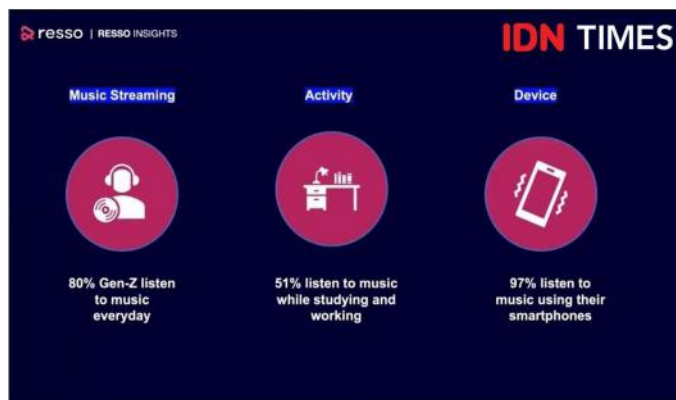 resso | RESSO INSIGHTS
IDN TIMES
Music Streaming
Activity
Device
80% Gen-Z listen
to music
everyday
51% listen to music
while studying and
working
97% listen to
music using their
smartphones